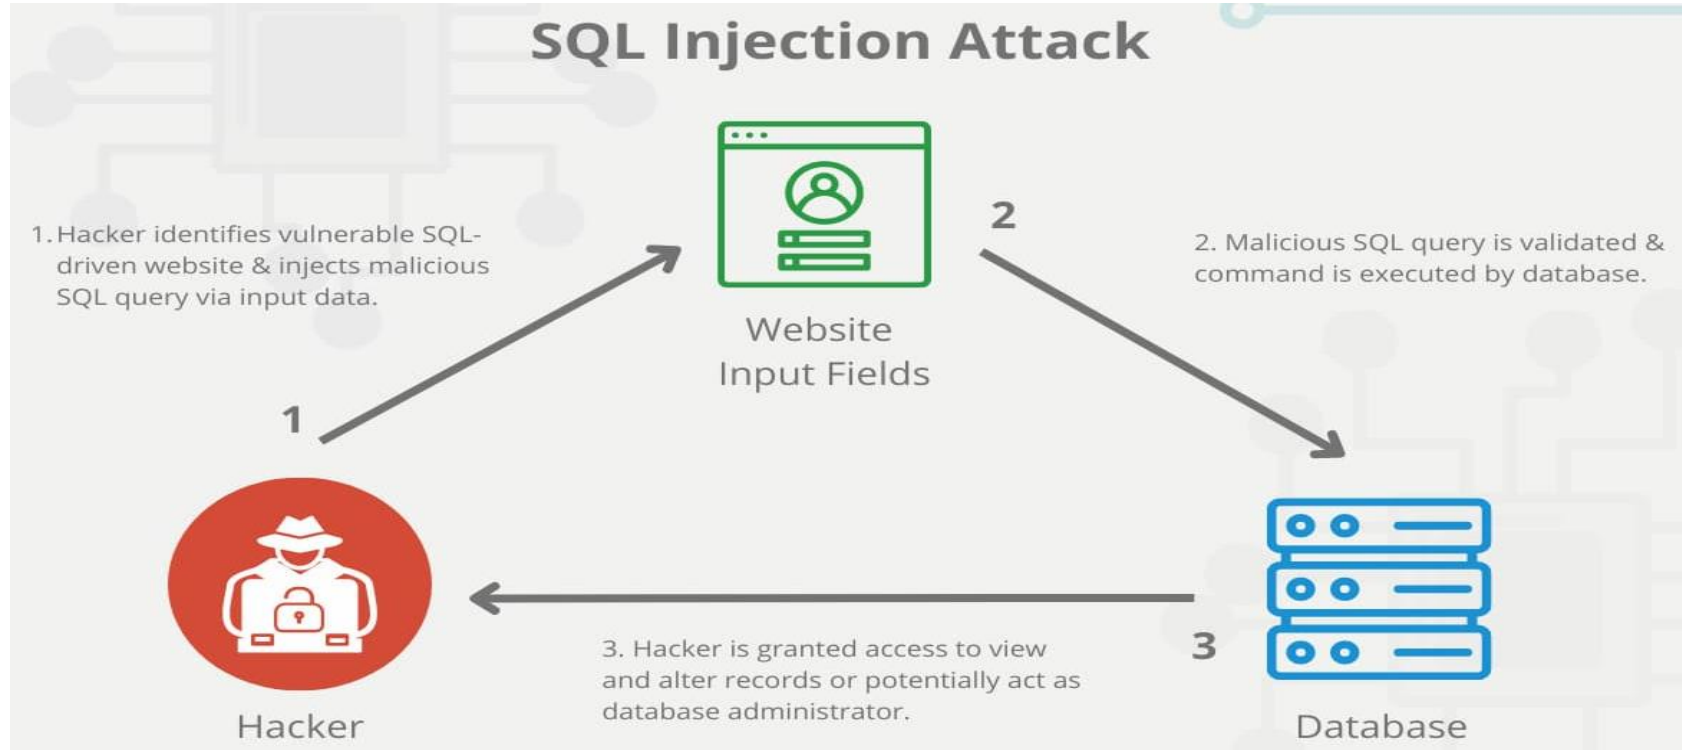 SQL Injection Attack
1. Hacker identifies vulnerable SQL-
driven website & injects malicious
SQL query via input data.
2
2. Malicious SQL query is validated &
command is executed by database.
Website
Input Fields
1
3. Hacker is granted access to view
and alter records or potentially act as
database administrator.
3
Hacker
Database